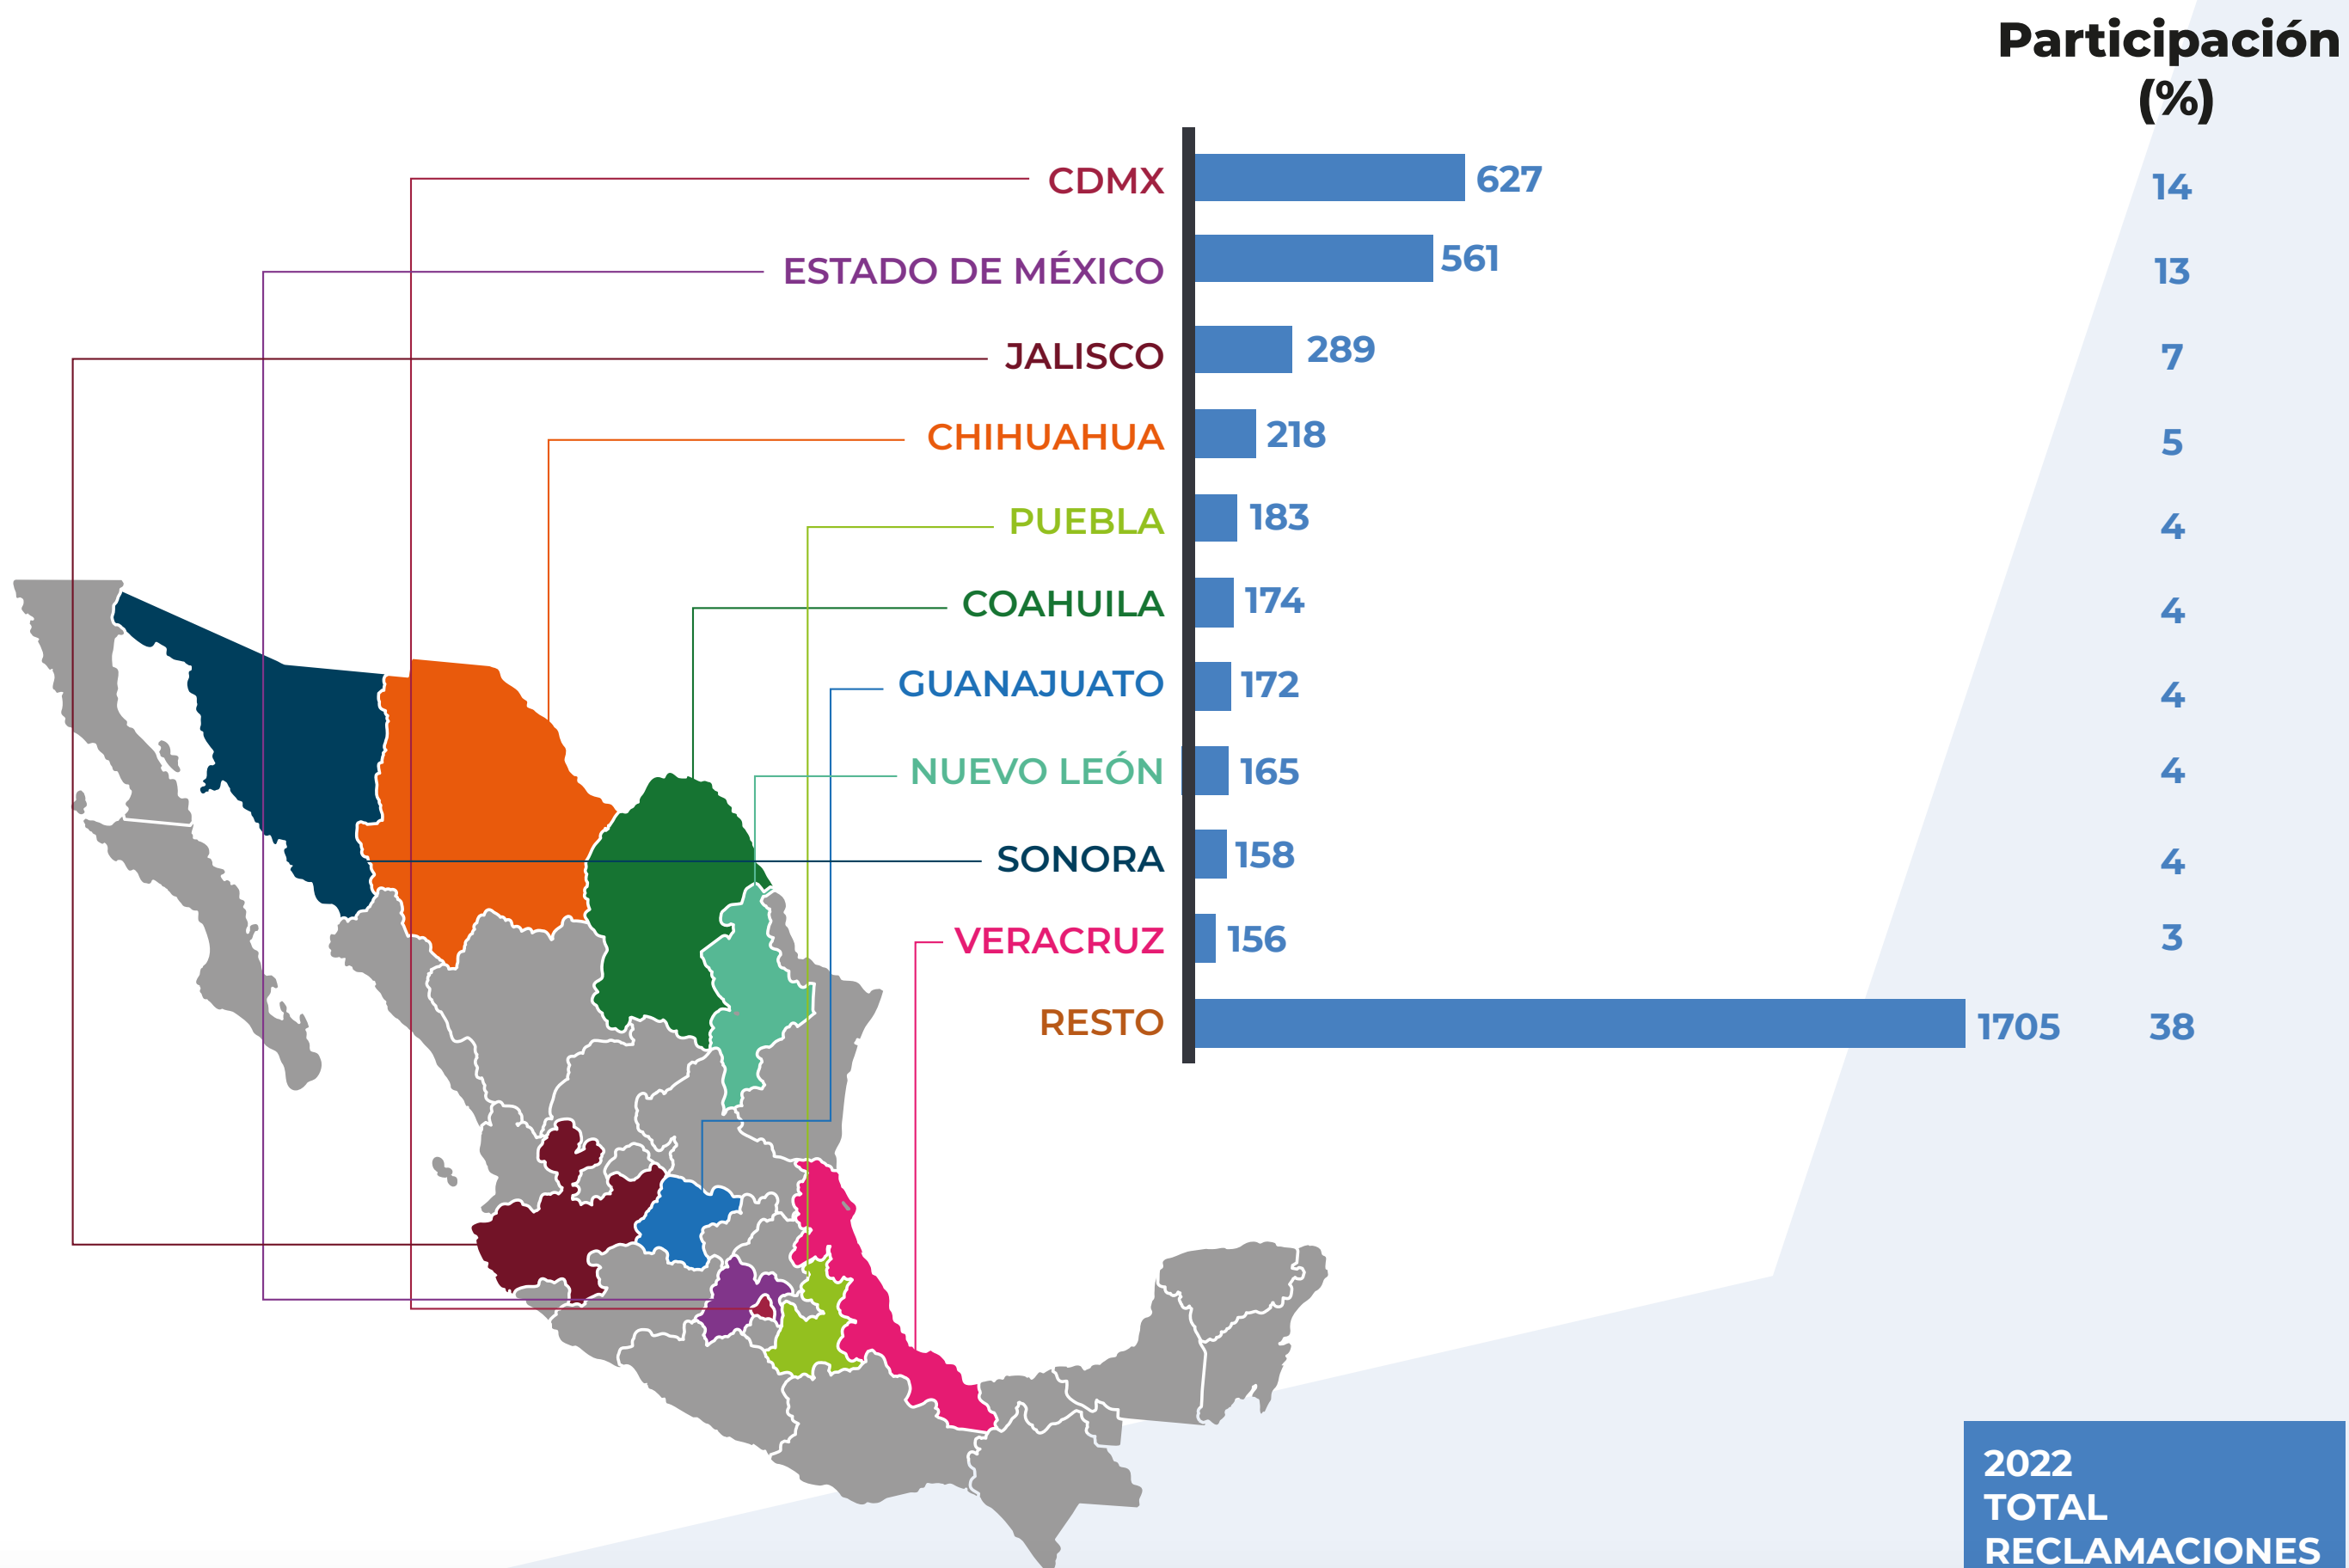 Participación
(%)
CDMX 627 14
ESTADO DE MÉXICO 561 13
JALISCO 289 7
CHIHUAHUA 218 5
PUEBLA 183 4
COAHUILA 174 4
GUANAJUATO 172 4
NUEVO LEÓN 165 4
SONORA 158 4
VERACRUZ 156 3
RESTO 1705 38
2022
TOTAL
RECLAMACIONES